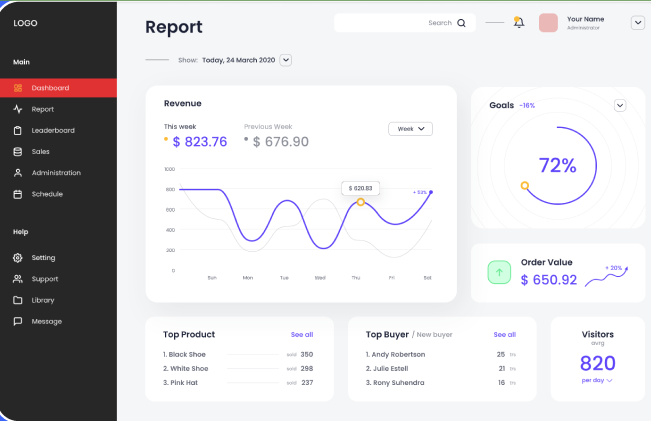 LOGO
Main
Dashboard
Report
Leaderboard
Sales
Administration
Schedule
Help
Setting
Support
Library
Message
Report
Search
Your Name
Administrator
Show: Today, 24 March 2020
Revenue
This week
$ 823.76
Previous Week
$ 676.90
Week
1000
800
600
400
200
0
$ 620.83
+ 53%
Sun Mon Tue Wed Thu Fri Sat
Goals -16%
72%
Order Value
$ 650.92
+ 20%
Top Product See all
1. Black Shoe sold 350
2. White Shoe sold 298
3. Pink Hat sold 237
Top Buyer / New buyer See all
1. Andy Robertson 25
2. Julie Estell 21
3. Rony Suhendra 16
Visitors
avrg
820
per day